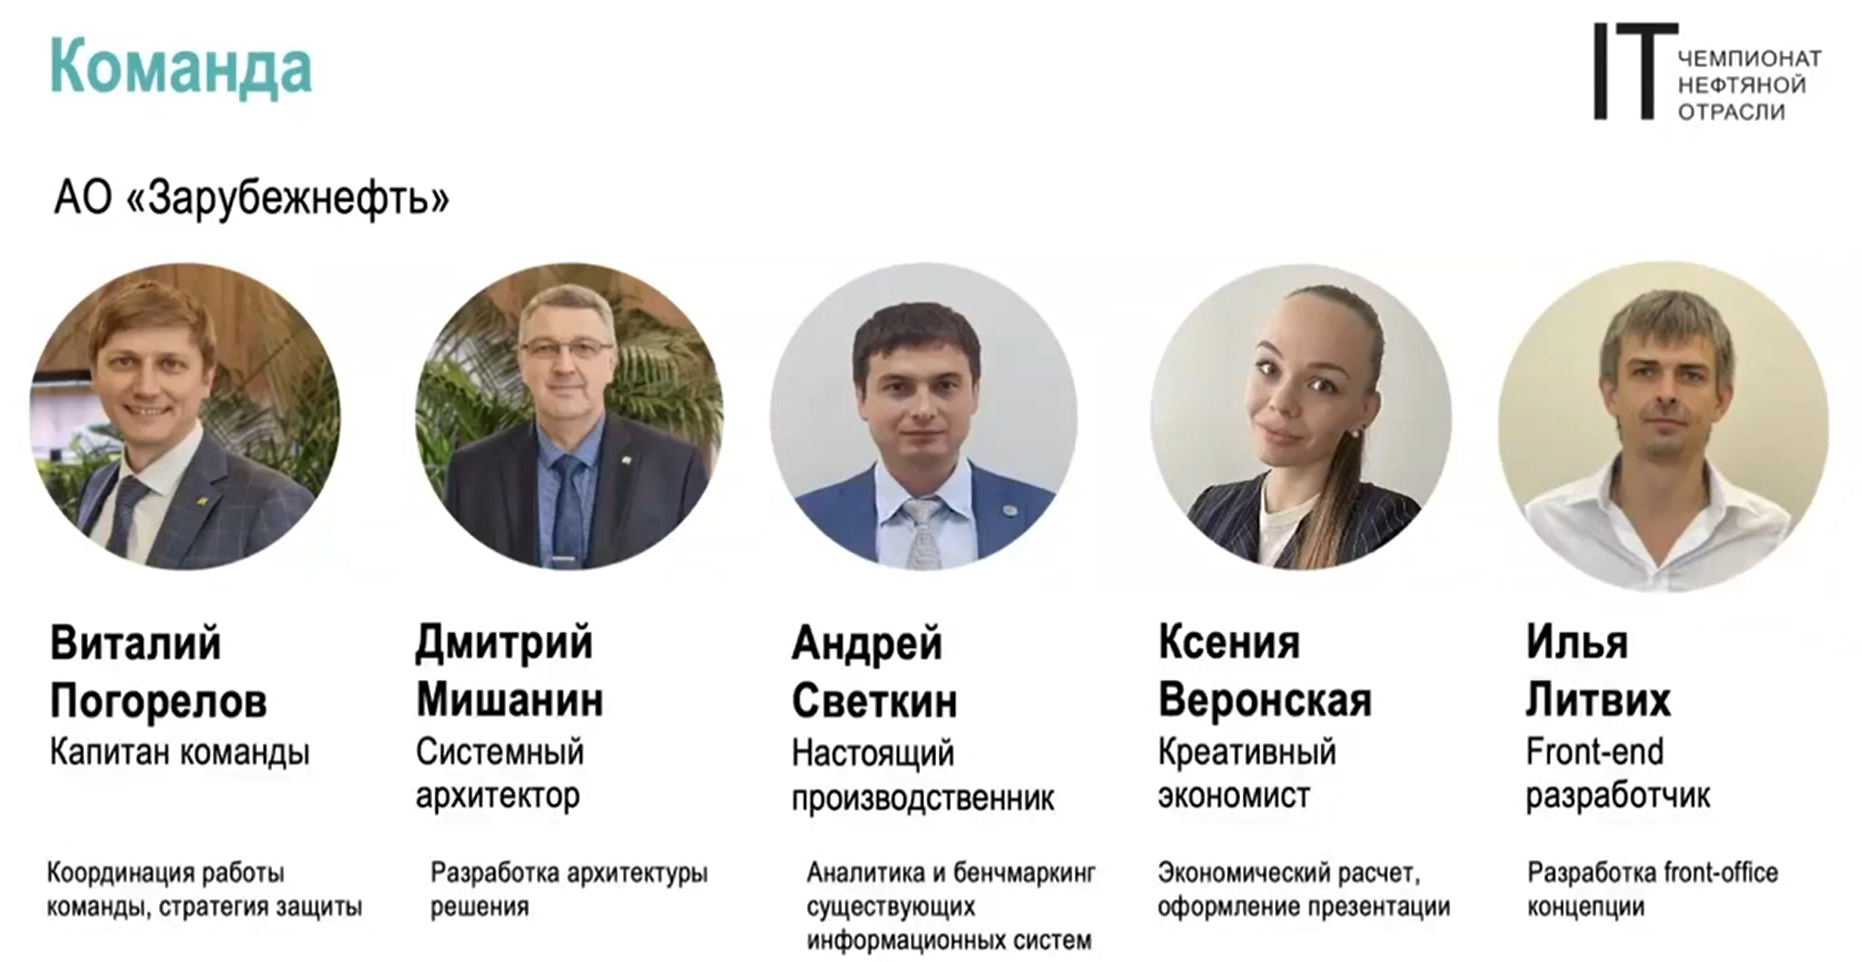 Команда
IT
ЧЕМПИОНАТ
НЕФТЯНОЙ
ОТРАСЛИ
АО «Зарубежнефть»
Виталий
Погорелов
Капитан команды
Координация работы
команды, стратегия защиты
Дмитрий
Мишанин
Системный
архитектор
Разработка архитектуры
решения
Андрей
Светкин
Настоящий
производственник
Аналитика и бенчмаркинг
существующих
информационных систем
Ксения
Веронская
Креативный
экономист
Экономический расчет,
оформление презентации
Илья
Литвих
Front-end
разработчик
Разработка front-office
концепции